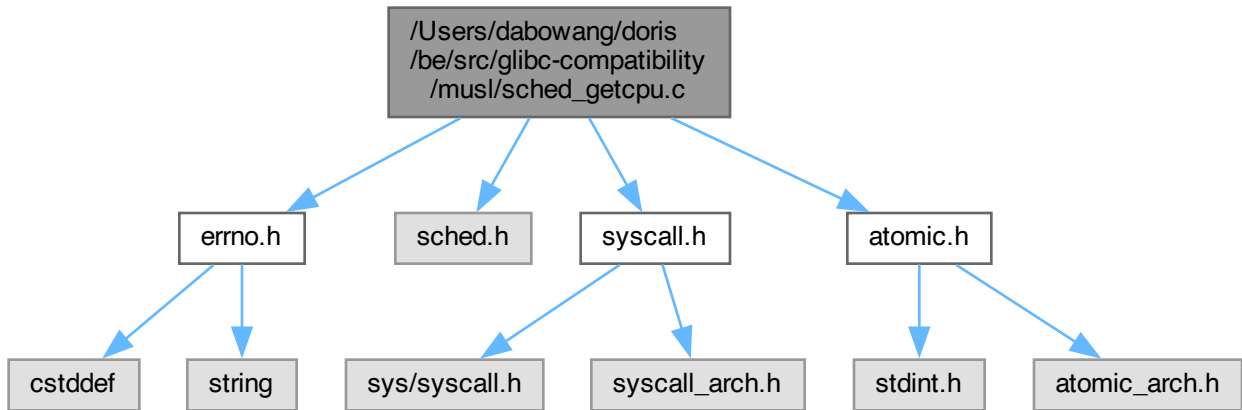 /Users/dabowang/doris
/be/src/glibc-compatibility
/musl/sched_getcpu.c
errno.h
sched.h
syscall.h
atomic.h
cstddef
string
sys/syscall.h
syscall_arch.h
stdint.h
atomic_arch.h